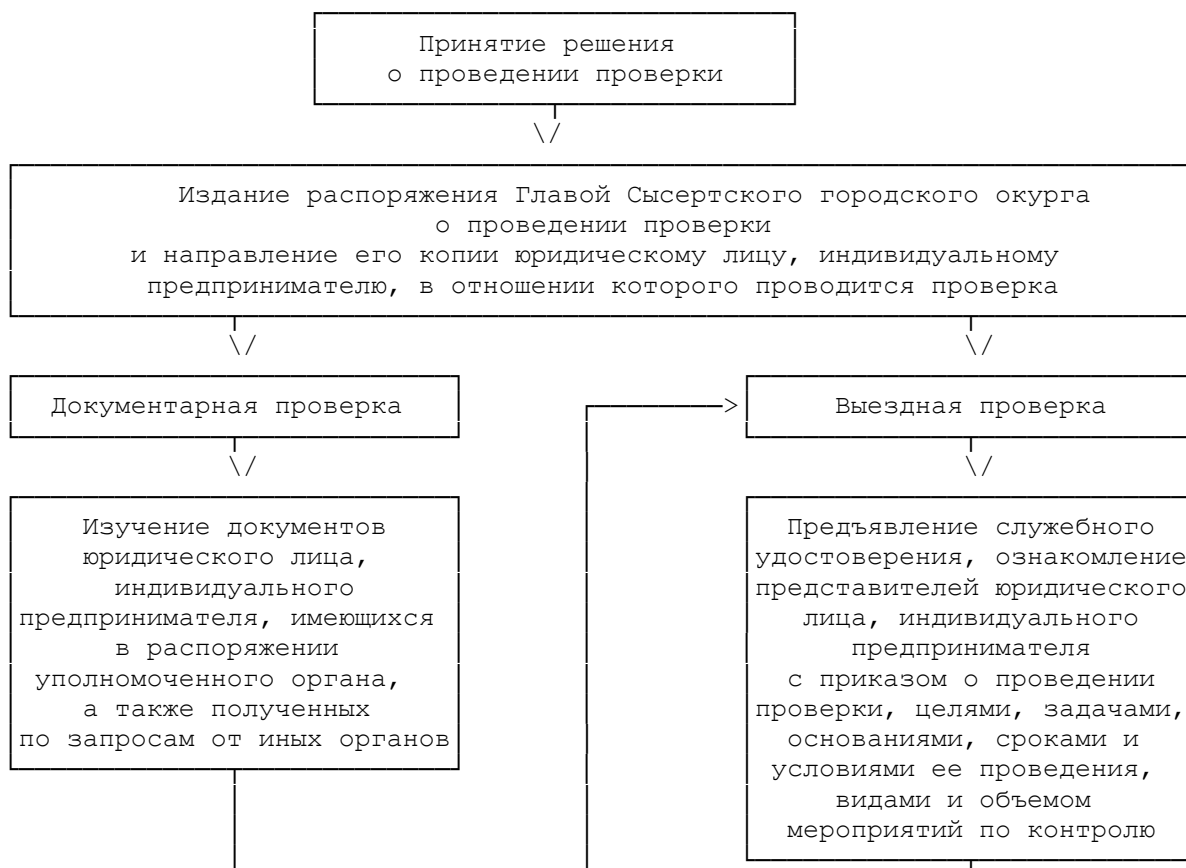 Принятие решения
о проведении проверки
\/
Издание распоряжения Главой Сысертского городского окурга
о проведении проверки
и направление его копии юридическому лицу, индивидуальному
предпринимателю, в отношении которого проводится проверка
\/ \/
Документарная проверка
> Выездная проверка
\/ \/
Изучение документов
юридического лица,
индивидуального
предпринимателя, имеющихся
в распоряжении
уполномоченного органа,
а также полученных
по запросам от иных органов
Предъявление служебного
удостоверения, ознакомление
представителей юридического
лица, индивидуального
предпринимателя
с приказом о проведении
проверки, целями, задачами,
основаниями, сроками и
условиями ее проведения,
видами и объемом
мероприятий по контролю